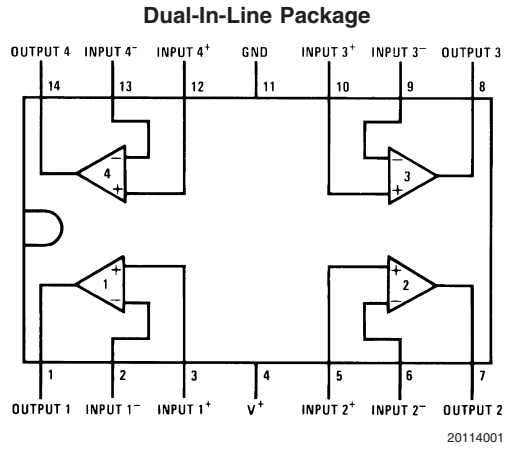 Dual-In-Line Package
OUTPUT 4 INPUT 4⁻ INPUT 4⁺ GND INPUT 3⁺ INPUT 3⁻ OUTPUT 3
14 13 12 11 10 9 8
− −
4 3
+ +
+ +
1 2
− −
1 2 3 4 5 6 7
OUTPUT 1 INPUT 1⁻ INPUT 1⁺ V⁺ INPUT 2⁺ INPUT 2⁻ OUTPUT 2
20114001